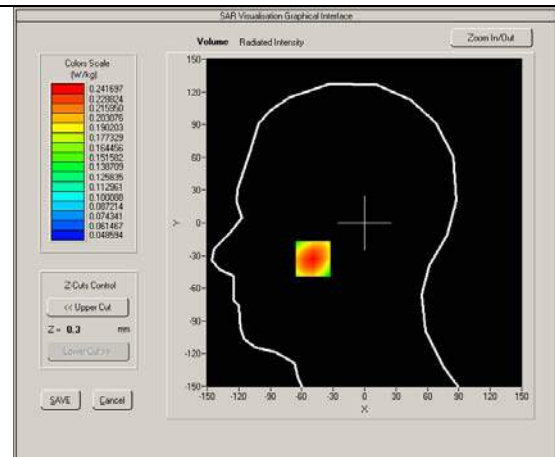 SAR Visualisation Graphical Interface
Volume Radiated Intensity
Zoom In/Out
Colors Scale
(W/kg)
0.241697
0.228824
0.215950
0.203076
0.190203
0.177329
0.164456
0.151582
0.138709
0.125835
0.112961
0.100088
0.087214
0.074341
0.061467
0.048594
Z-Cuts Control
<< Upper Cut
Z = 0.3 mm
Lower Cut >>
SAVE Cancel
150-
120-
90-
60-
30-
0-
-30-
-60-
-90-
-120-
-150-
Y
-150 -120 -90 -60 -30 0 30 60 90 120 150
X